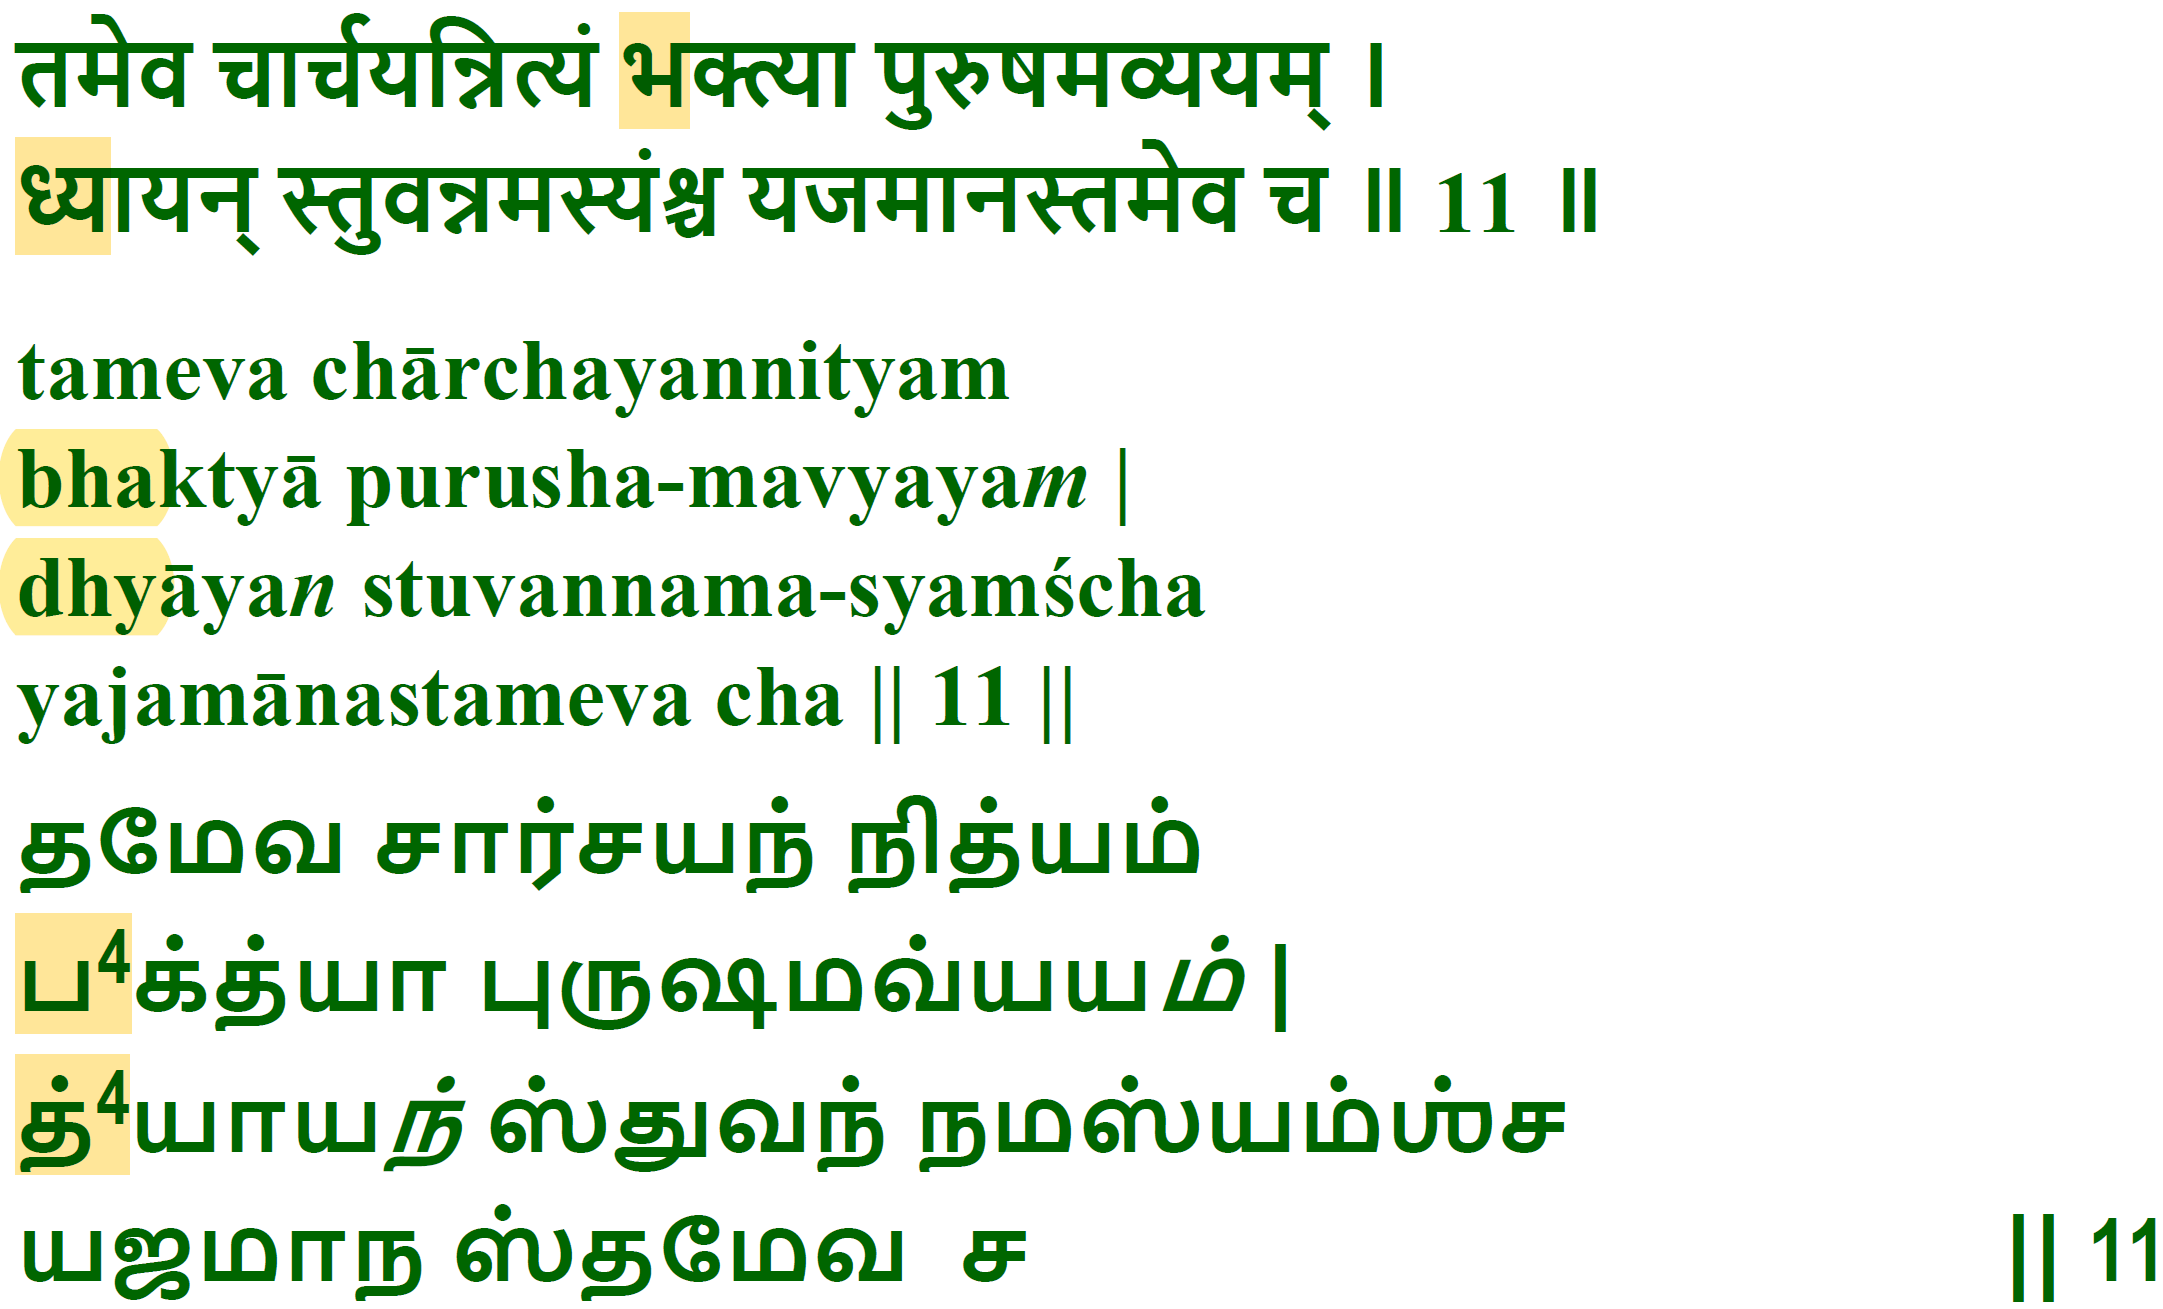 तमेव चार्चयन्नित्यं भक्त्या पुरुषमव्ययम् ।
ध्यायन् स्तुवन्नमस्यंश्च यजमानस्तमेव च ॥ 11 ॥
tameva chārchayannityam
bhaktyā purusha-mavyayam |
dhyāyan stuvannama-syamścha
yajamānastameva cha || 11 ||
தமேவ சார்சயந் நித்யம்
ப⁴க்த்யா புருஷமவ்யயம் |
த்⁴யாயந் ஸ்துவந் நமஸ்யம்ஶ்ச
யஜமாந ஸ்தமேவ ச || 11